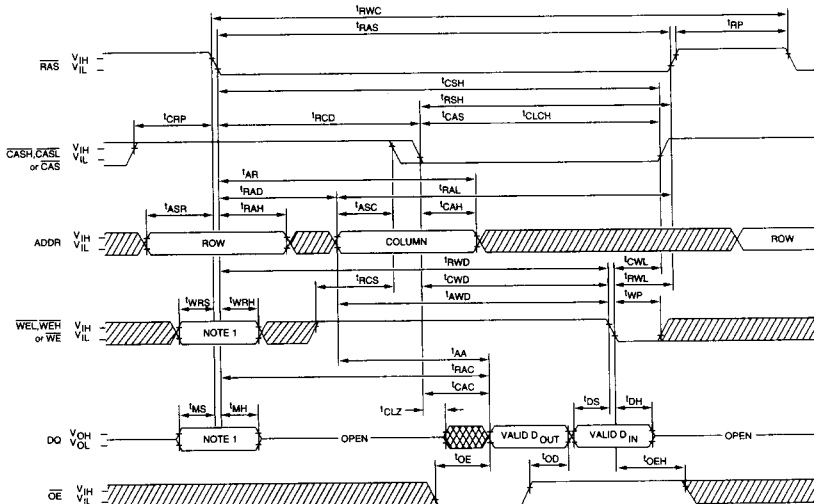 tRWC
tRAS
tRP
RAS
VIH
VIL
tCSH
tRSH
tCRP
tRCD
tCAS
tCLCH
CASH,CASL
or CAS
VIH
VIL
tAR
tRAD
tRAL
tASR
tRAH
tASC
tCAH
ADDR
VIH
VIL
ROW
COLUMN
ROW
tRWD
tCWL
tRCS
tCWD
tRWL
tWRS
tWRH
tAWD
tWP
WEL,WEH
or WE
VIH
VIL
NOTE 1
tAA
tRAC
tCAC
tMS
tMH
tCLZ
tDS
tDH
DQ
VOH
VOL
NOTE 1
OPEN
VALID DOUT
VALID DIN
OPEN
tOE
tOD
tOEH
OE
VIH
VIL